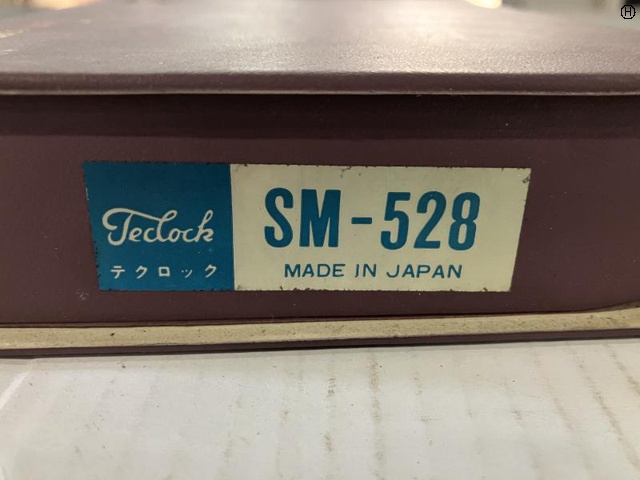 Teclock
テクロック
SM-528
MADE IN JAPAN
H